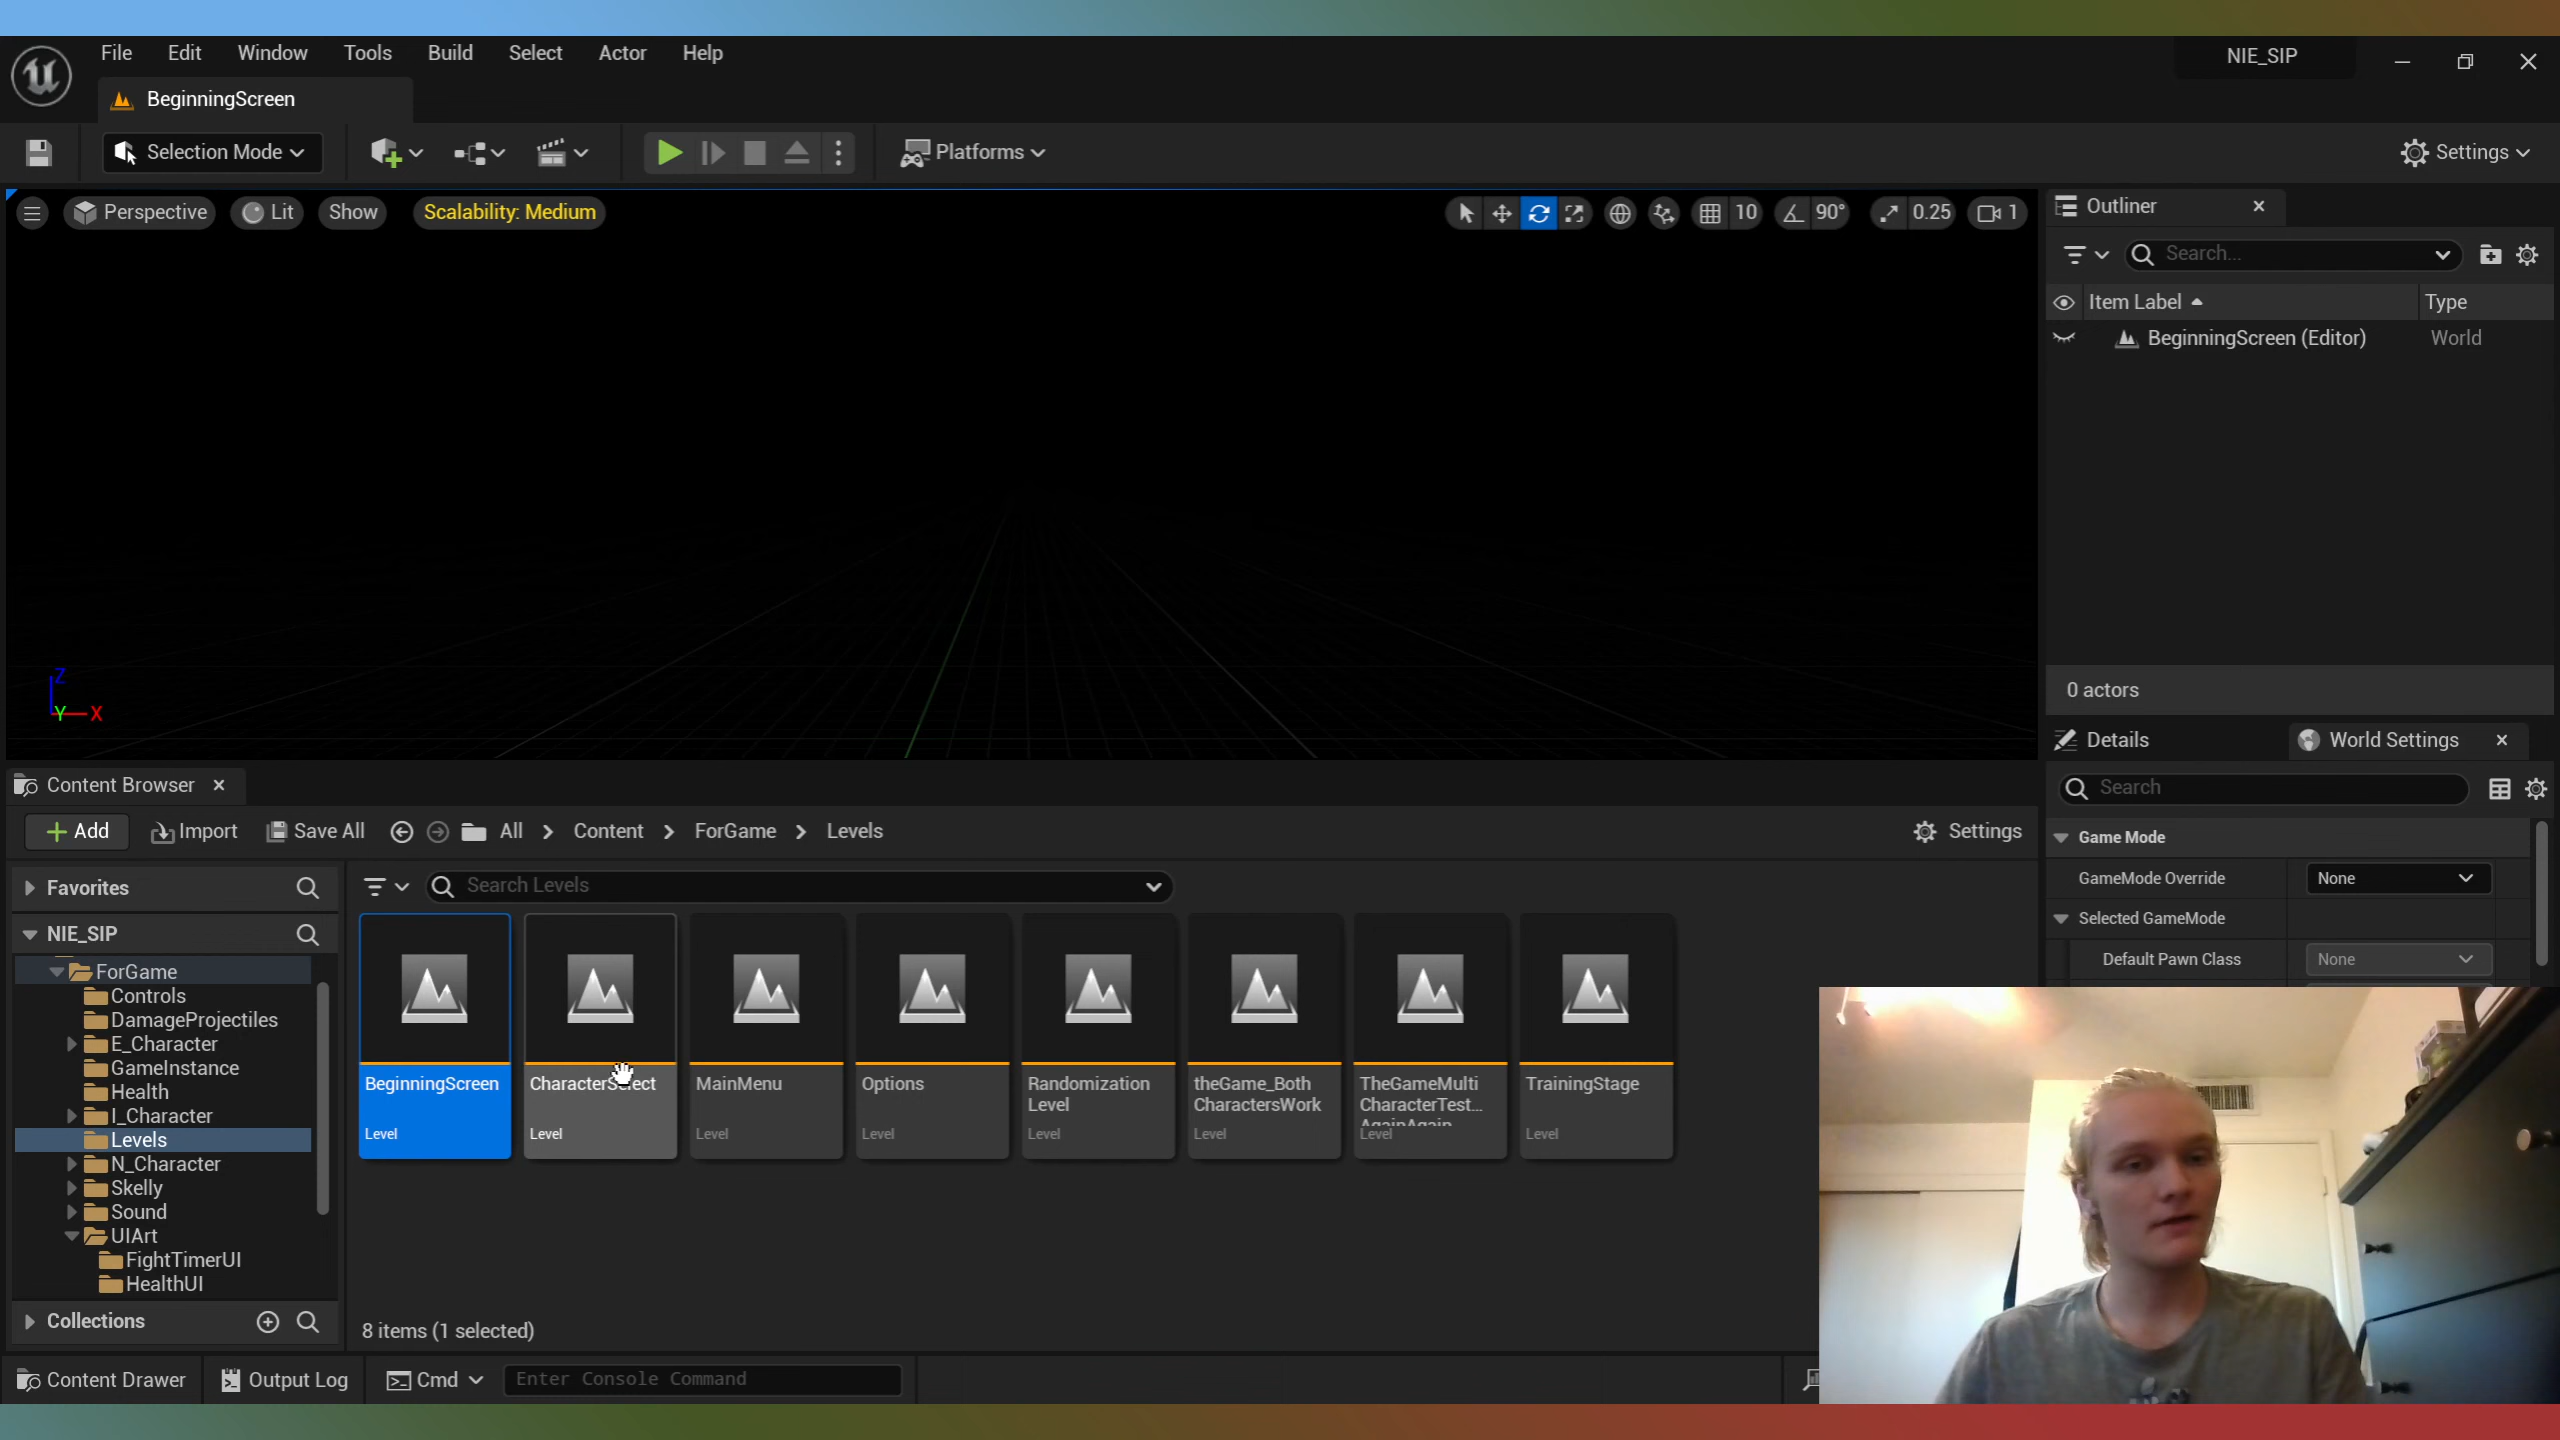 File Edit Window Tools Build Select Actor Help
NIE_SIP
BeginningScreen
Selection Mode
Platforms
Settings
Perspective Lit Show Scalability: Medium
10 90° 0.25 1
Outliner
Search...
Item Label Type
BeginningScreen (Editor) World
Z
Y X
0 actors
Details World Settings
Search
Game Mode
GameMode Override None
Selected GameMode
Default Pawn Class None
Content Browser
Add Import Save All All Content ForGame Levels Settings
Favorites
NIE_SIP
ForGame
Controls
DamageProjectiles
E_Character
GameInstance
Health
I_Character
Levels
N_Character
Skelly
Sound
UIArt
FightTimerUI
HealthUI
Collections
Search Levels
BeginningScreen
Level
CharacterSelect
Level
MainMenu
Level
Options
Level
Randomization
Level
Level
theGame_Both
CharactersWork
Level
TheGameMulti
CharacterTest...
AgainAgain
Level
TrainingStage
Level
8 items (1 selected)
Content Drawer Output Log Cmd Enter Console Command